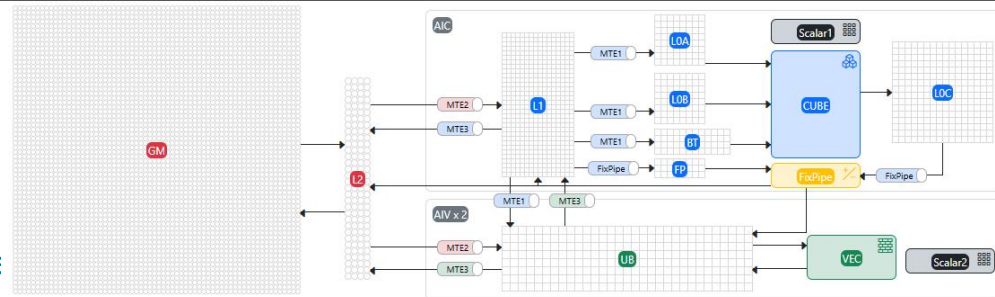 AIC
Scalar1
L0A
MTE1
L1
CUBE
L0C
MTE2
L0B
MTE1
MTE3
GM
MTE1
BT
L2
FixPipe
FP
FixPipe
FixPipe
MTE1
MTE3
AIV x 2
MTE2
UB
VEC
Scalar2
MTE3